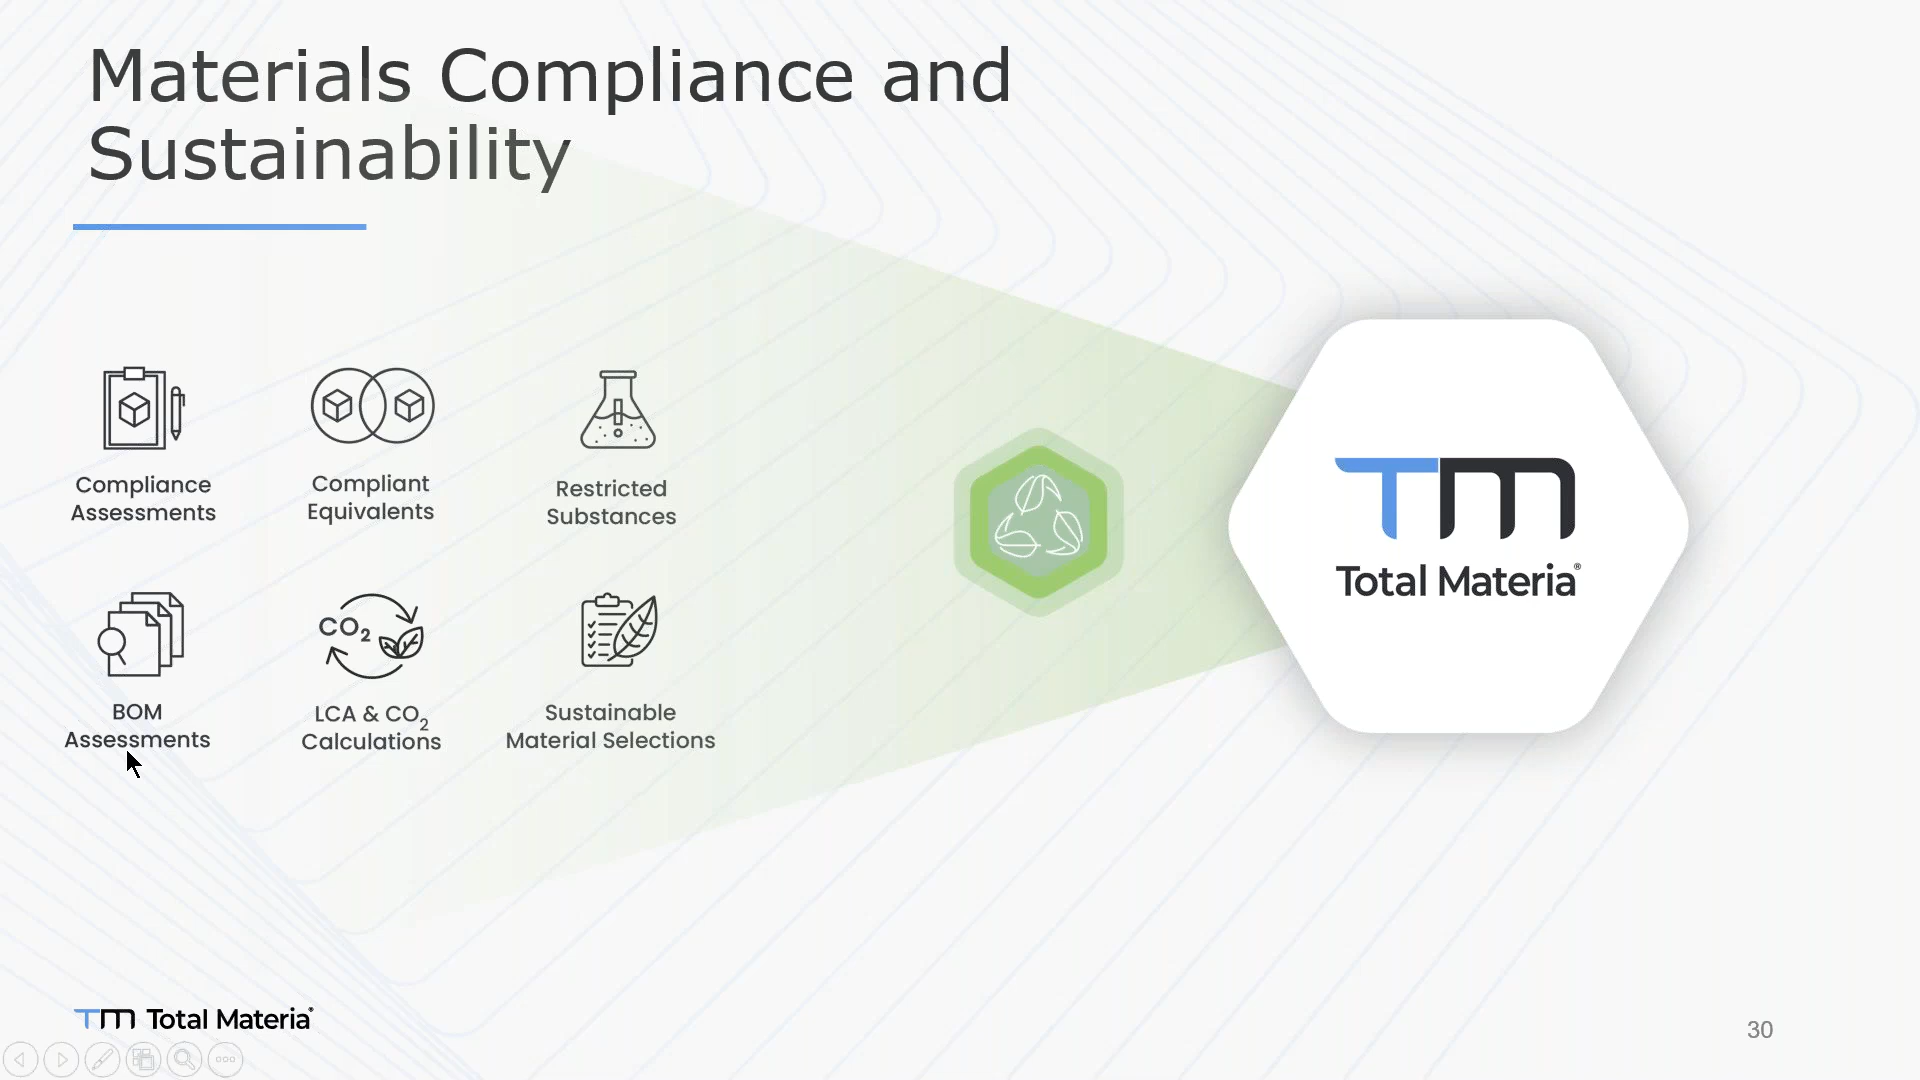 Materials Compliance and
Sustainability
Compliance
Assessments
Compliant
Equivalents
Restricted
Substances
BOM
Assessments
CO₂
LCA & CO₂
Calculations
Sustainable
Material Selections
TM
Total Materia®
TM Total Materia®
30